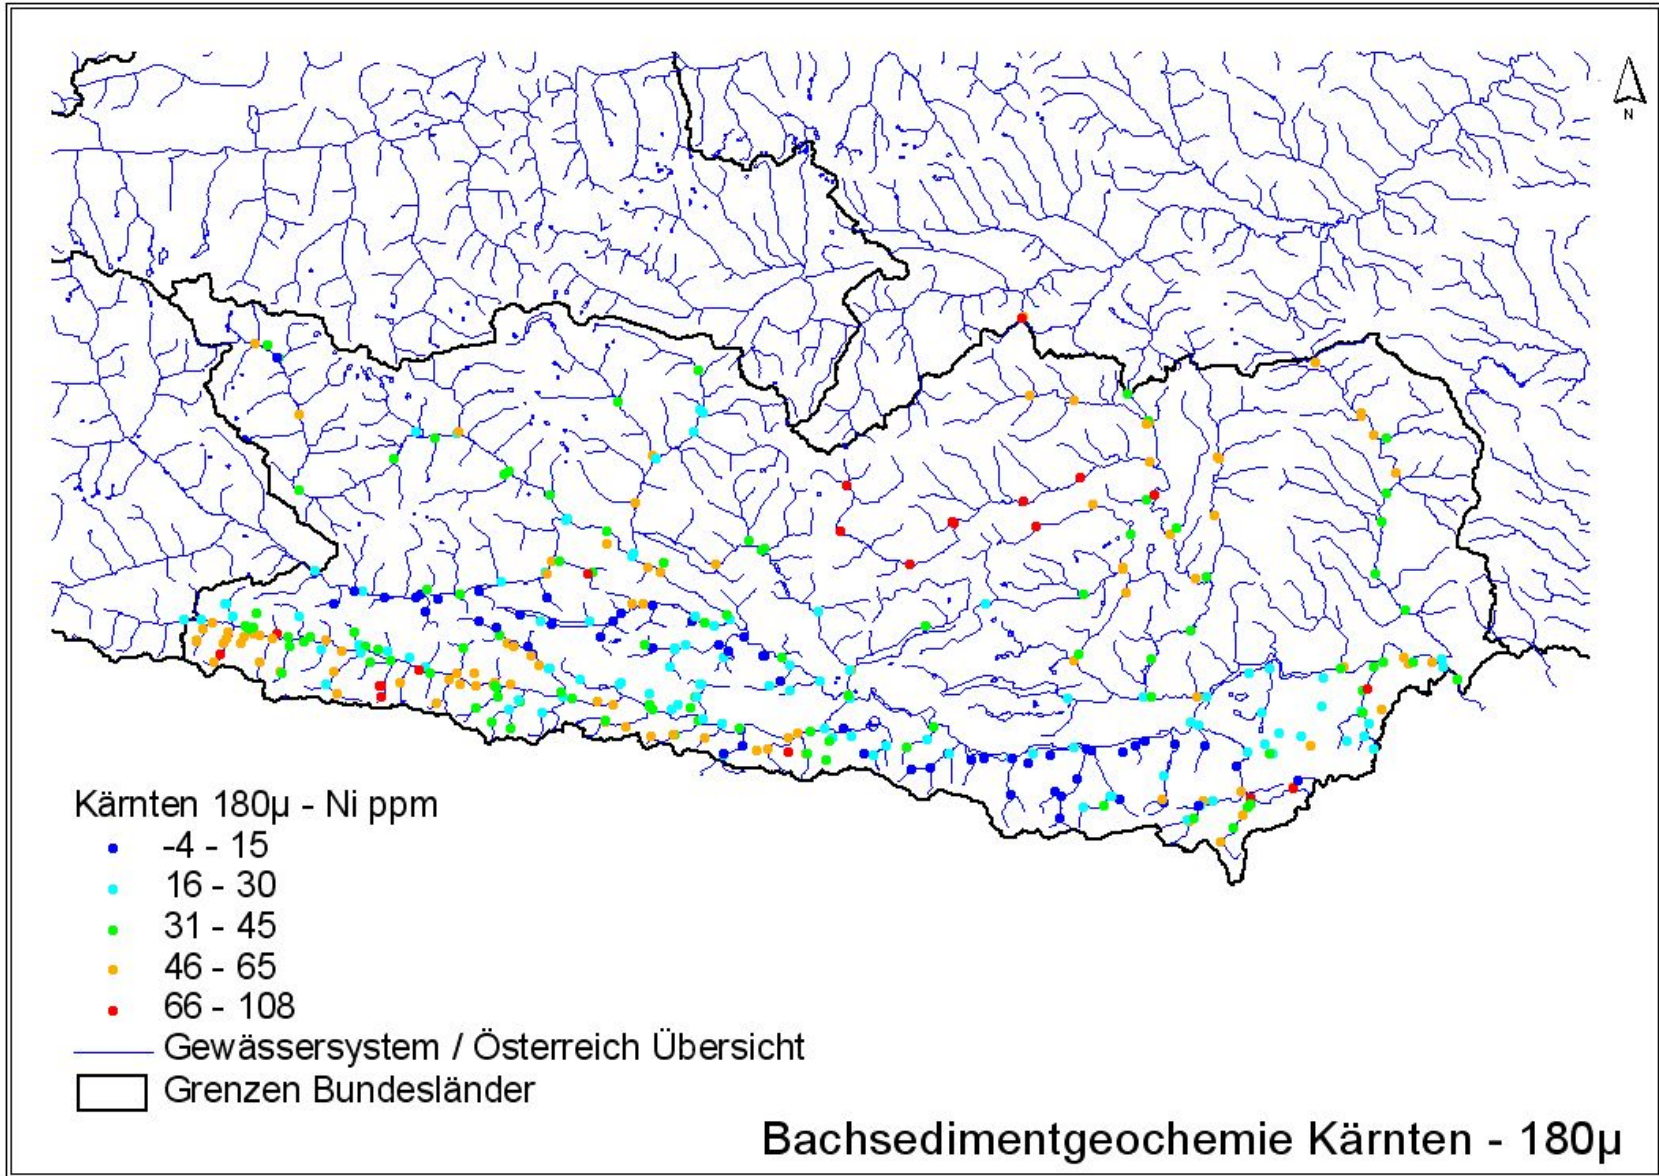 N
Kärnten 180µ - Ni ppm
-4 - 15
16 - 30
31 - 45
46 - 65
66 - 108
Gewässersystem / Österreich Übersicht
Grenzen Bundesländer
Bachsedimentgeochemie Kärnten - 180µ